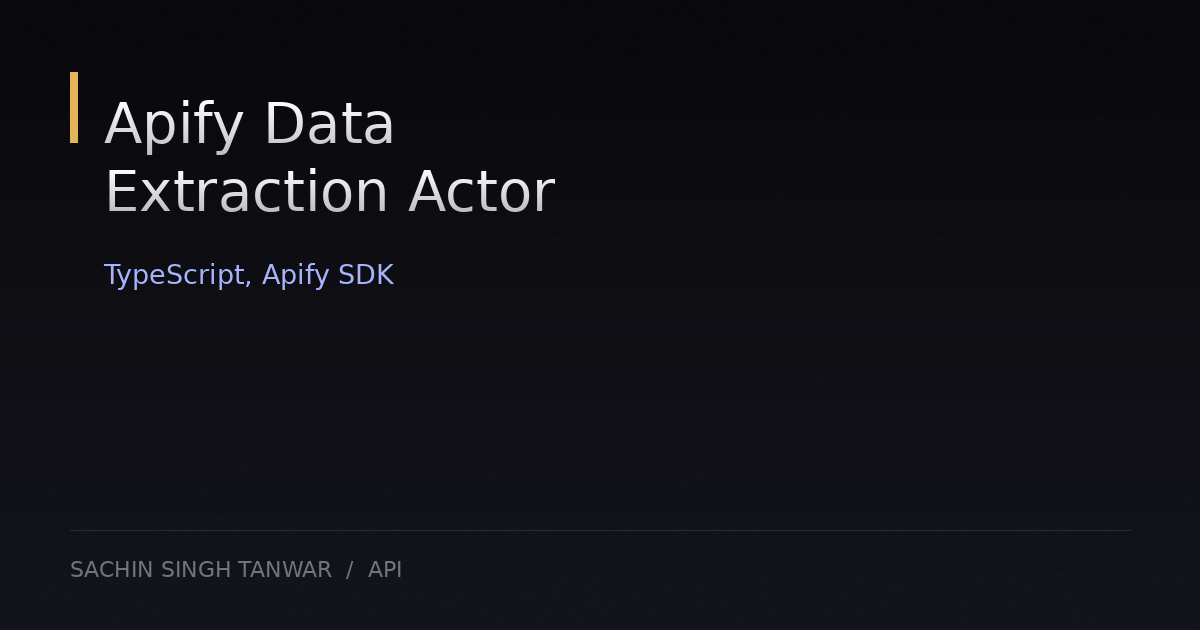 Apify Data
Extraction Actor
TypeScript, Apify SDK
SACHIN SINGH TANWAR / API